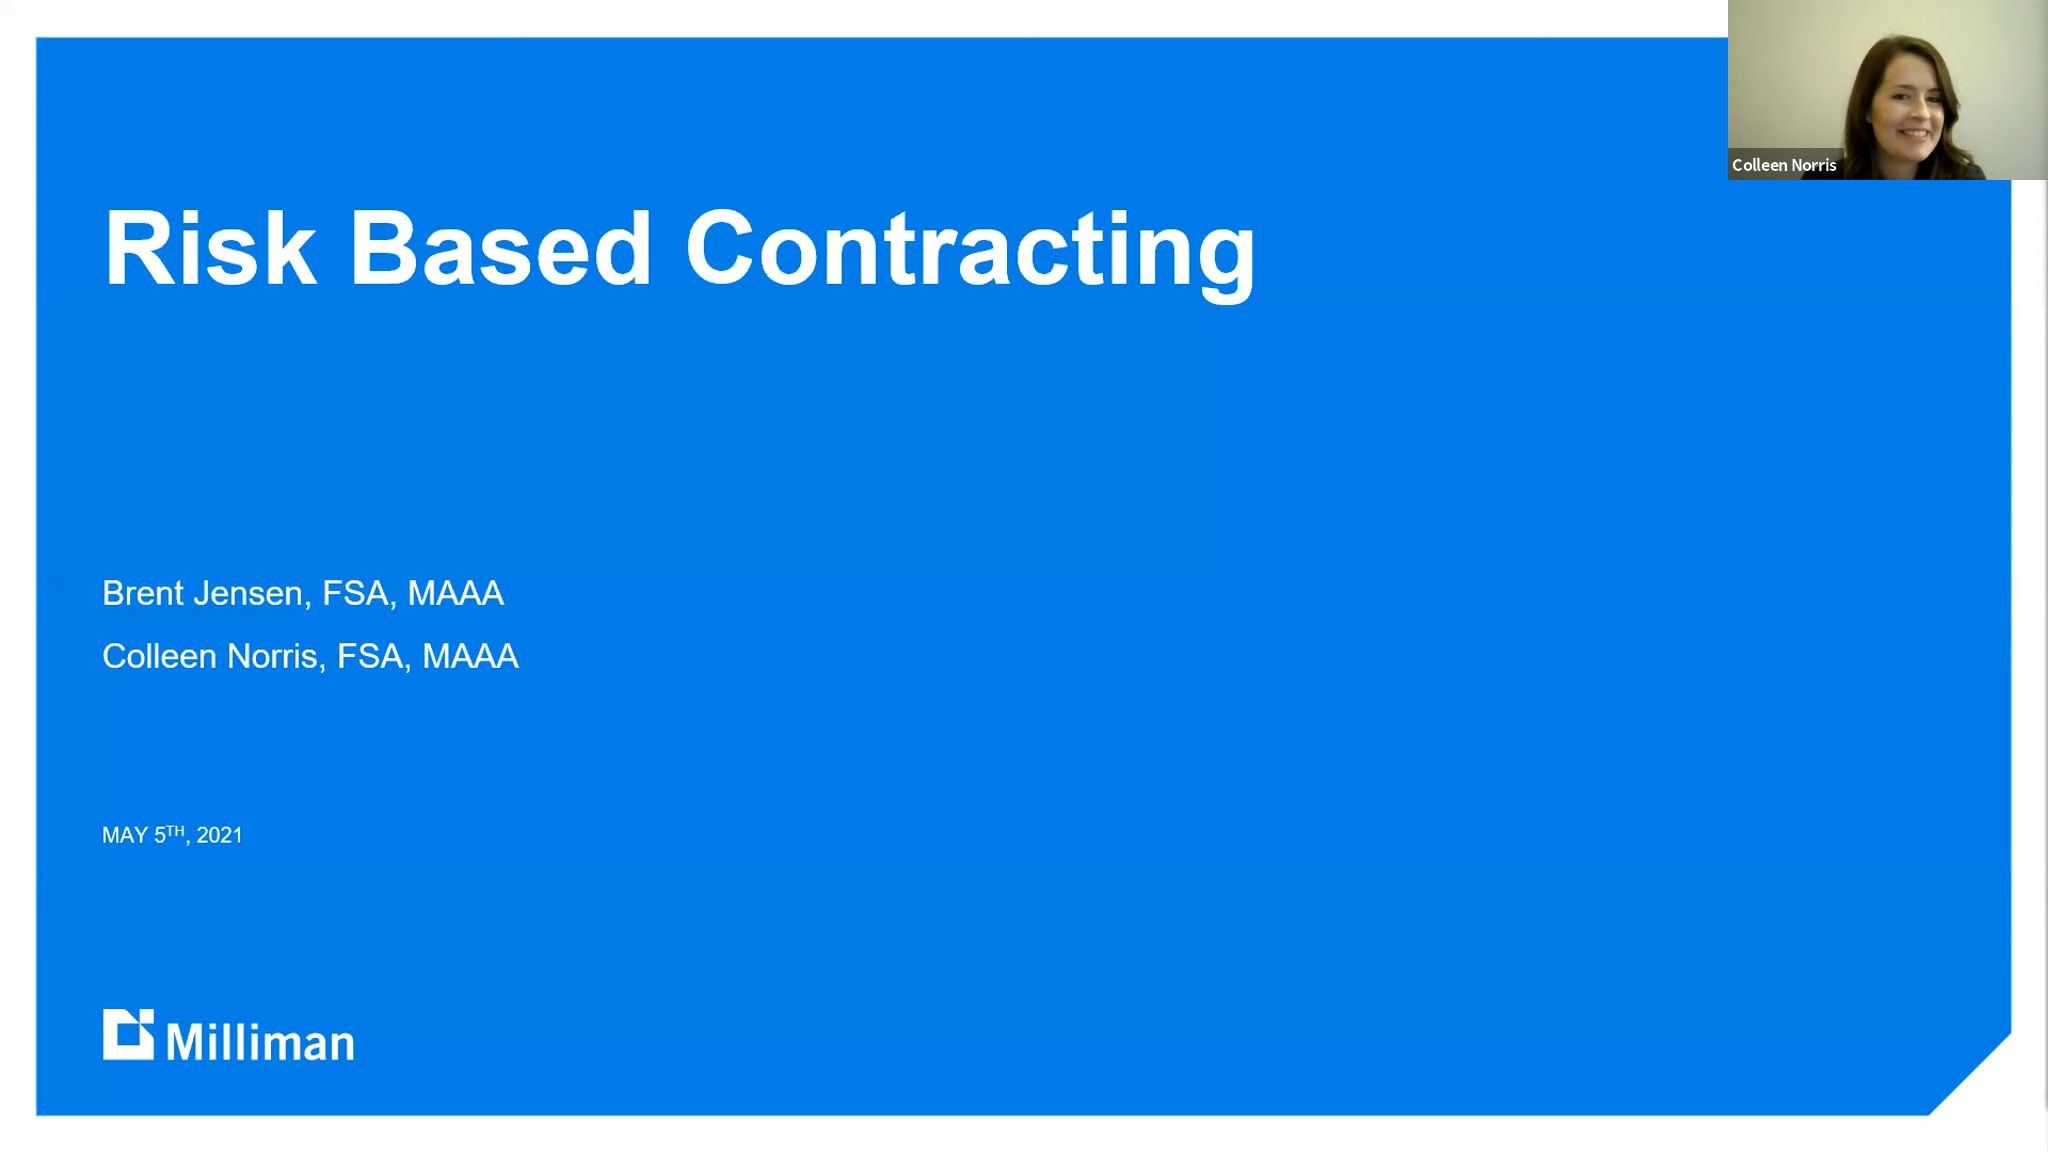 Colleen Norris
Risk Based Contracting
Brent Jensen, FSA, MAAA
Colleen Norris, FSA, MAAA
MAY 5TH, 2021
Milliman